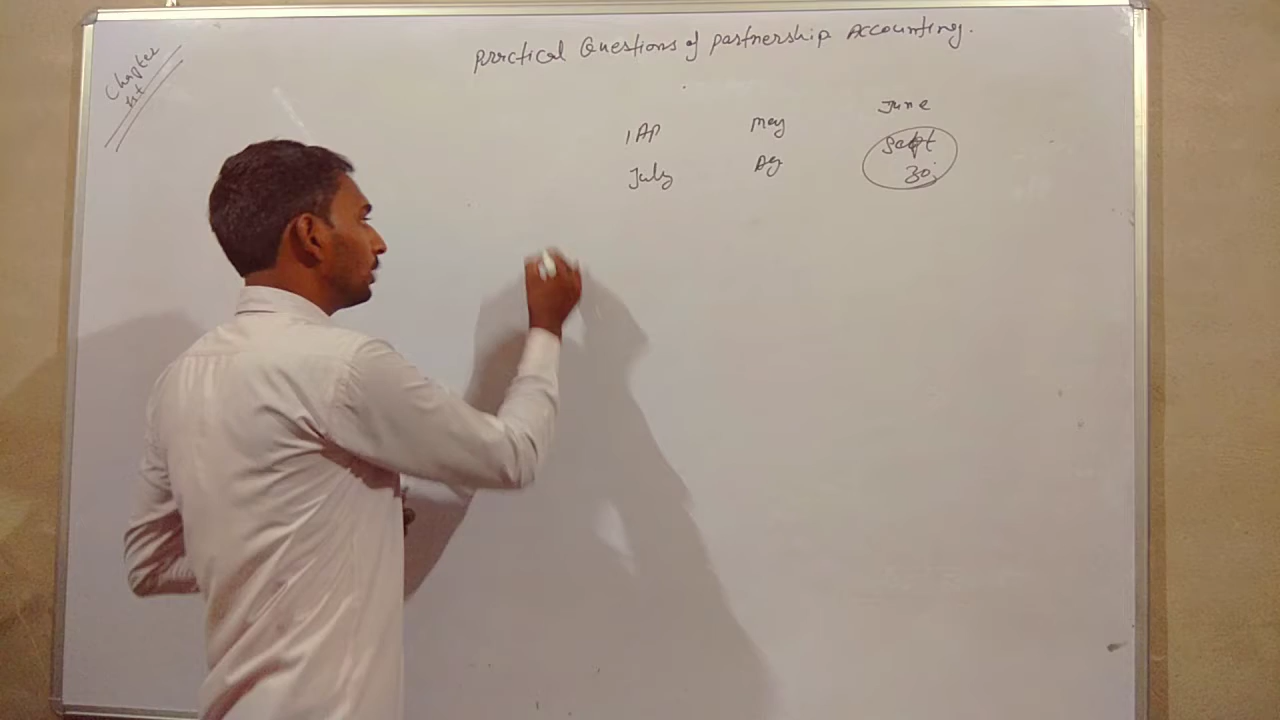 Chapter
1st
Practical Questions of partnership Accounting.
June
1 AP May
Sept
July Ag
30